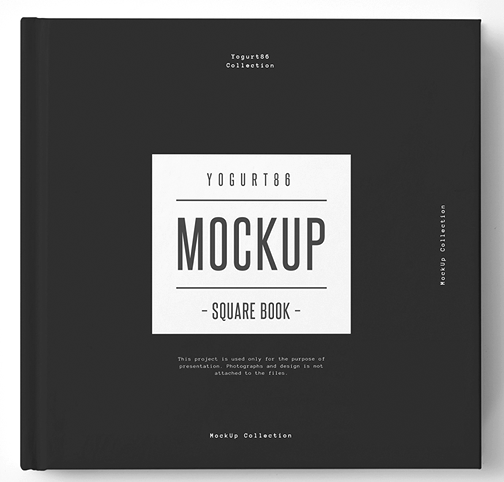 Yogurt86
Collection
YOGURT86
MOCKUP
- SQUARE BOOK -
MockUp Collection
This project is used only for the purpose of
presentation. Photographs and design is not
attached to the files.
MockUp Collection